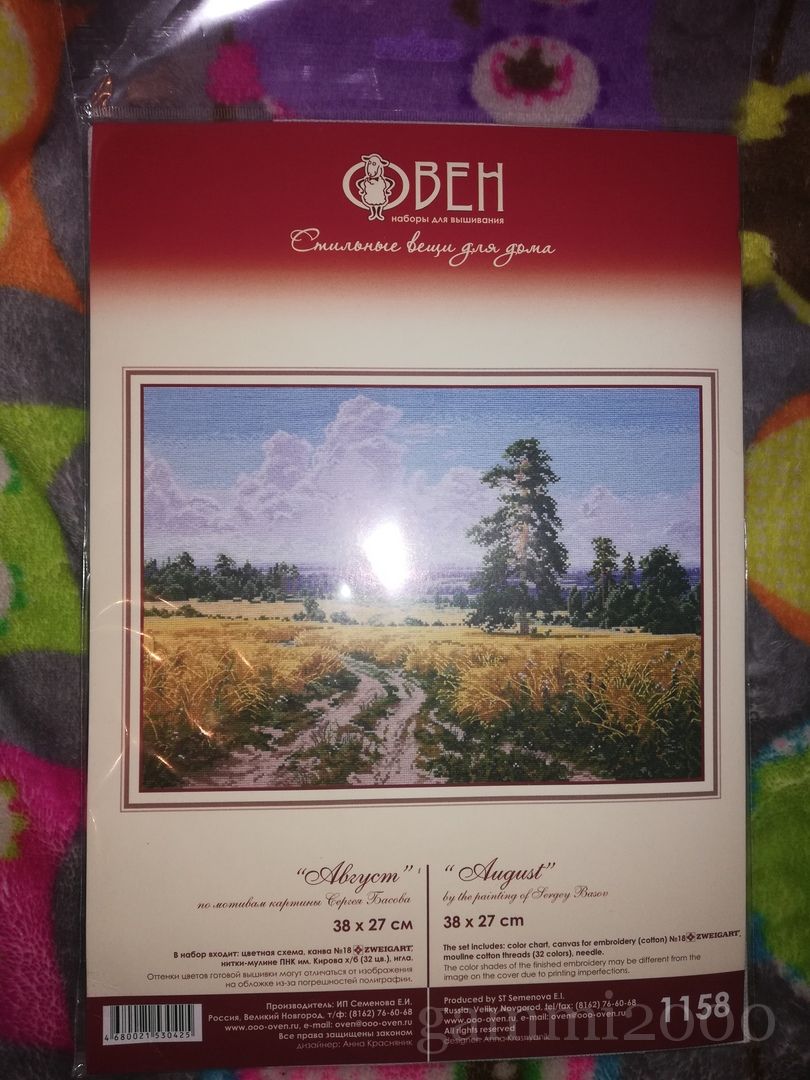 ОВЕН
наборы для вышивания
Стильные вещи для дома
"Август"
по мотивам картины Сергея Басова
38 x 27 см
В набор входит: цветная схема, канва №18 ZWEIGART,
нитки-мулине ПНК им. Кирова х/б (32 цв.), игла.
Оттенки цветов готовой вышивки могут отличаться от изображения
на обложке из-за погрешностей полиграфии.
"August"
by the painting of Sergey Basov
38 x 27 cm
The set includes: color chart, canvas for embroidery (cotton) №18 ZWEIGART,
mouline cotton threads (32 colors), needle.
The color shades of the finished embroidery may be different from the
image on the cover due to printing imperfections.
4680021530425
Производитель: ИП Семенова Е.И.
Россия, Великий Новгород, т/ф: (8162) 76-60-68
www.ooo-oven.ru, e-mail: oven@ooo-oven.ru
Все права защищены законом
дизайнер: Анна Красняник
Produced by ST Semenova E.I.
Russia, Veliky Novgorod, tel/fax: (8162) 76-60-68
www.ooo-oven.ru, e-mail: oven@ooo-oven.ru
All rights reserved
designer: Anna
1158
gammi2000